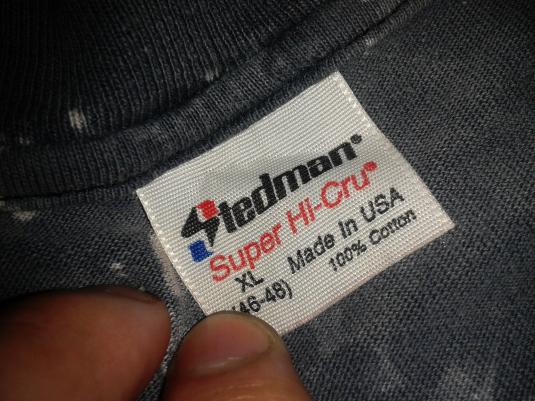 Stedman®
Super Hi-Cru®
XL Made In USA
(46-48) 100% Cotton